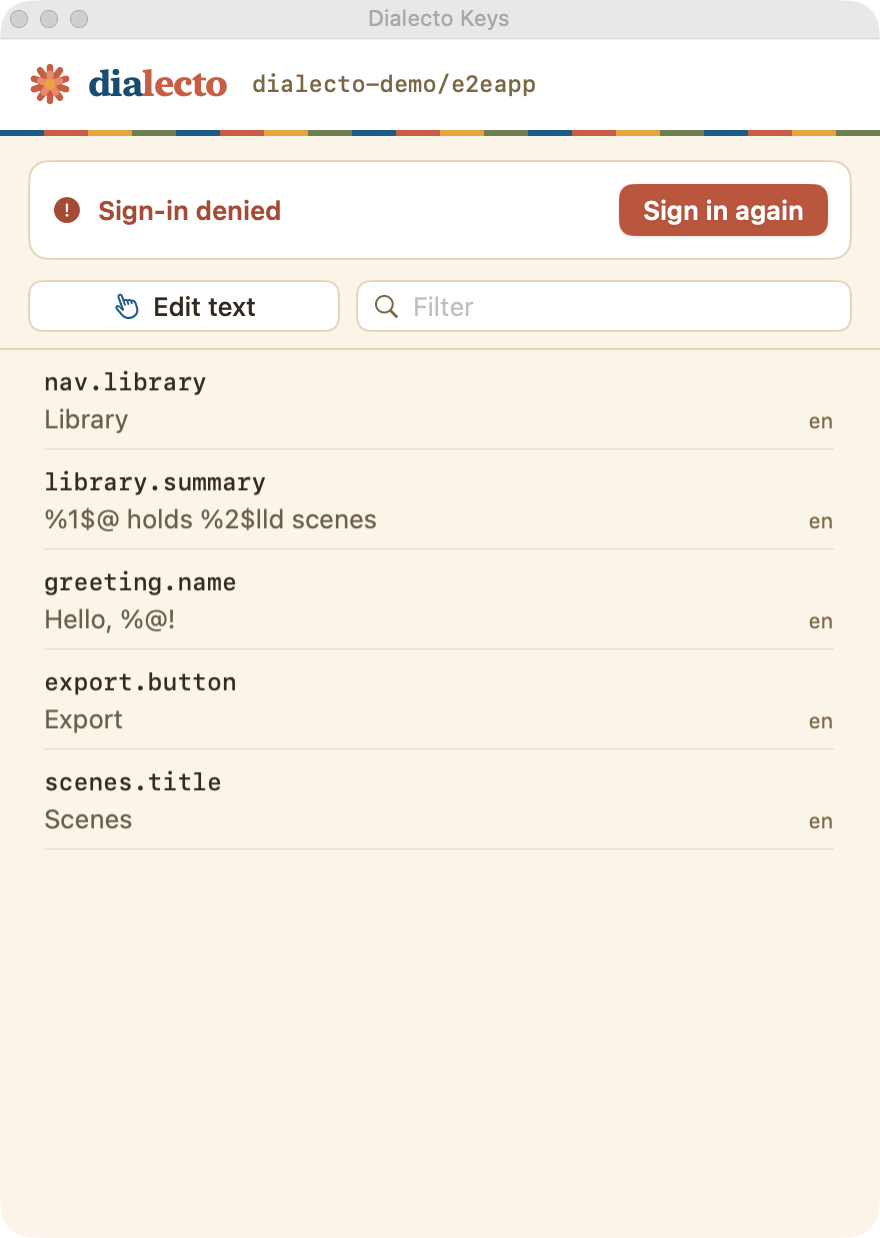 Dialecto Keys
dialecto dialecto-demo/e2eapp
! Sign-in denied Sign in again
Edit text Filter
nav.library
Library en
library.summary
%1$@ holds %2$lld scenes en
greeting.name
Hello, %@! en
export.button
Export en
scenes.title
Scenes en